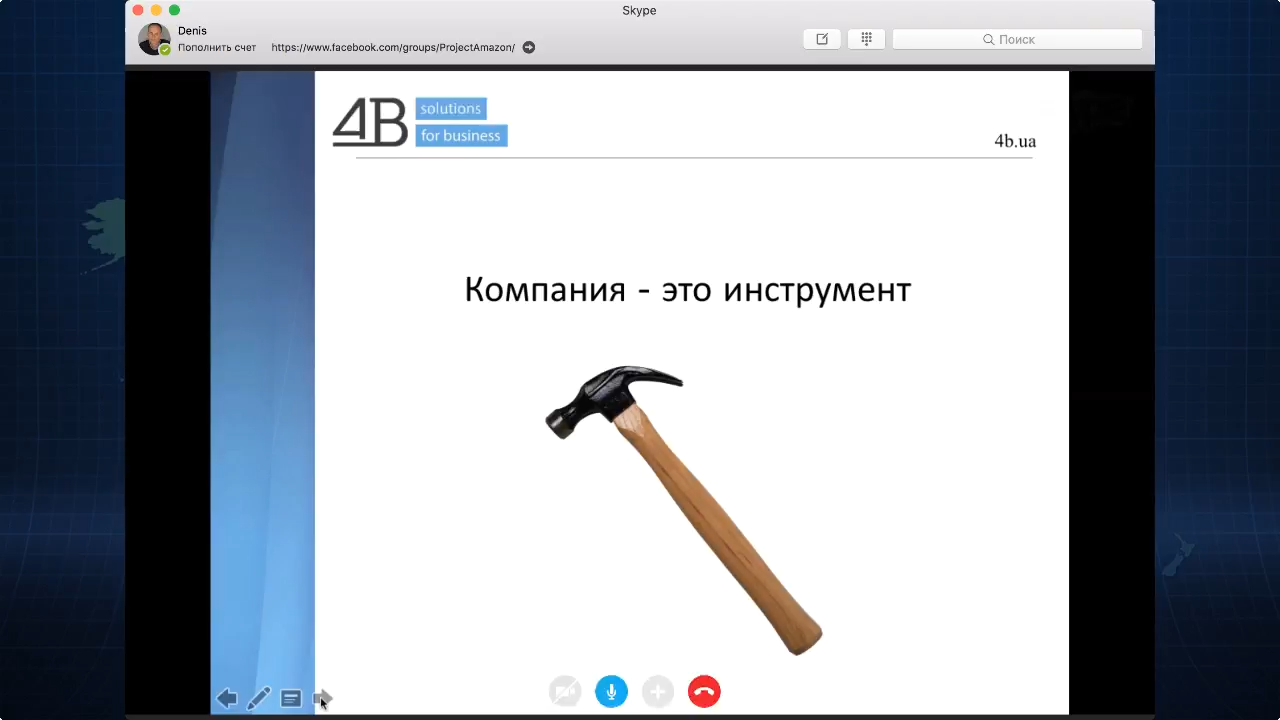 Skype
Denis
Пополнить счет https://www.facebook.com/groups/ProjectAmazon/
Поиск
4B solutions
for business
4b.ua
Компания - это инструмент